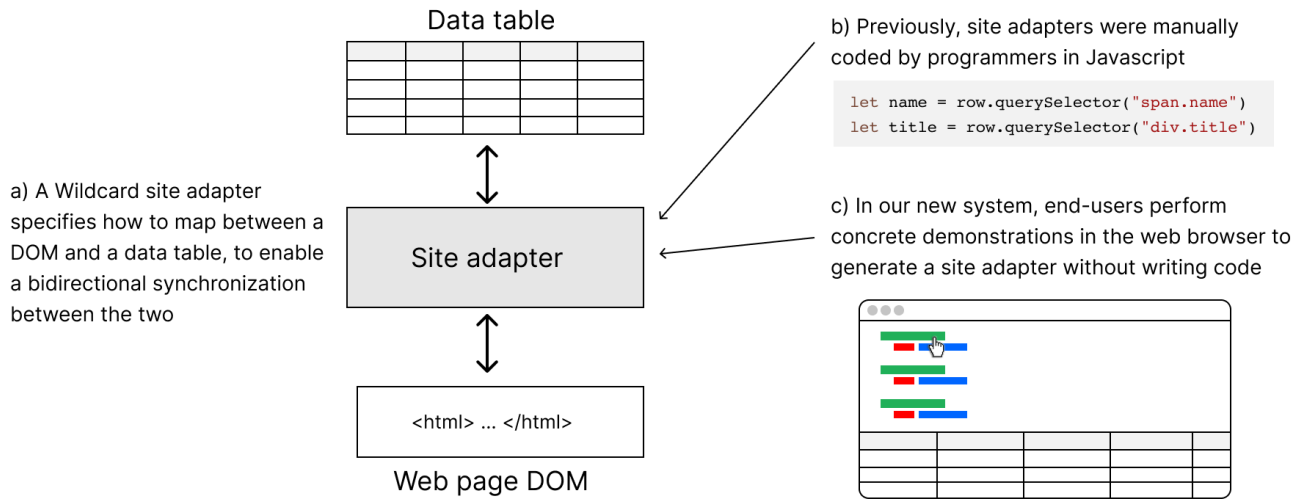 Data table
a) A Wildcard site adapter
specifies how to map between a
DOM and a data table, to enable
a bidirectional synchronization
between the two
Site adapter
<html> ... </html>
Web page DOM
b) Previously, site adapters were manually
coded by programmers in Javascript
let name = row.querySelector("span.name")
let title = row.querySelector("div.title")
c) In our new system, end-users perform
concrete demonstrations in the web browser to
generate a site adapter without writing code